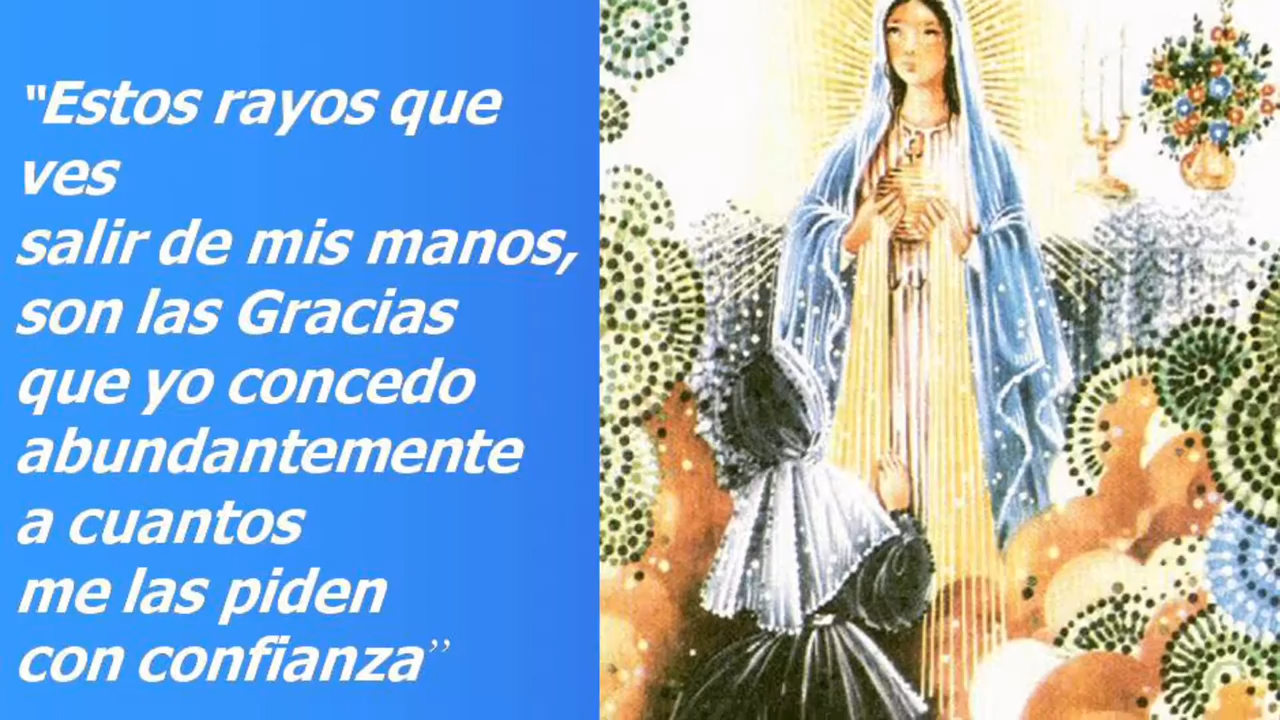 "Estos rayos que
ves
salir de mis manos,
son las Gracias
que yo concedo
abundantemente
a cuantos
me las piden
con confianza”